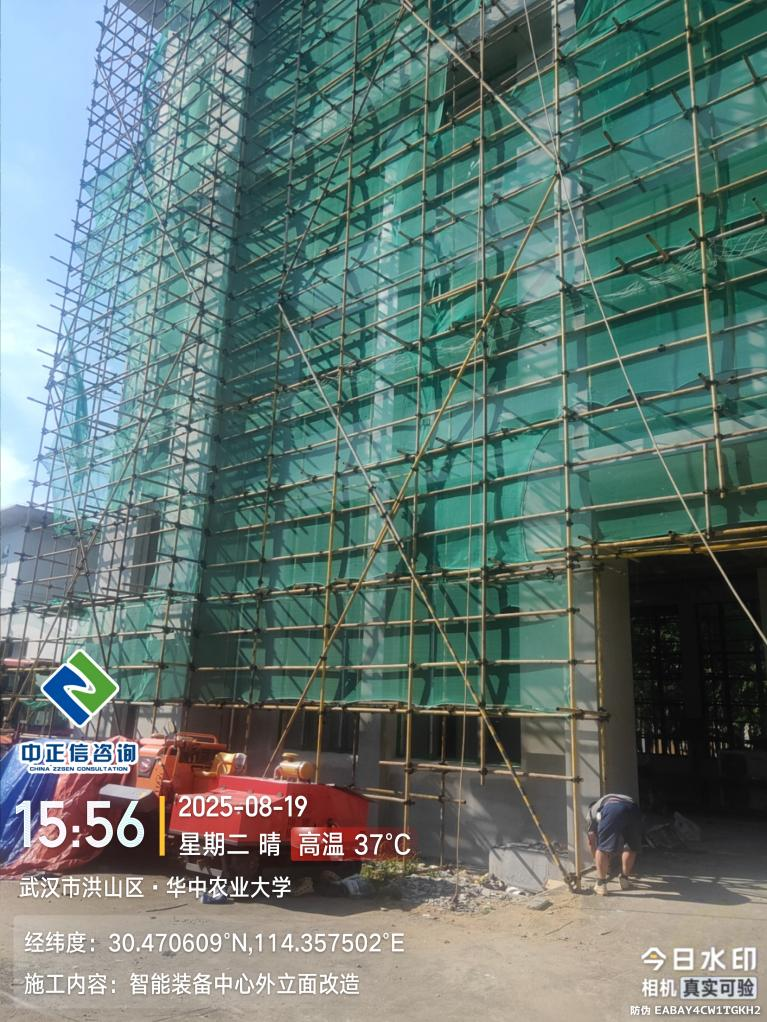 中正信咨询
CHINA ZZSEN CONSULTATION
15:56
2025-08-19
星期二 晴 高温 37°C
武汉市洪山区·华中农业大学
经纬度：30.470609°N,114.357502°E
施工内容：智能装备中心外立面改造
今日水印
相机 真实可验
防伪 EABAY4CW1TGKH2